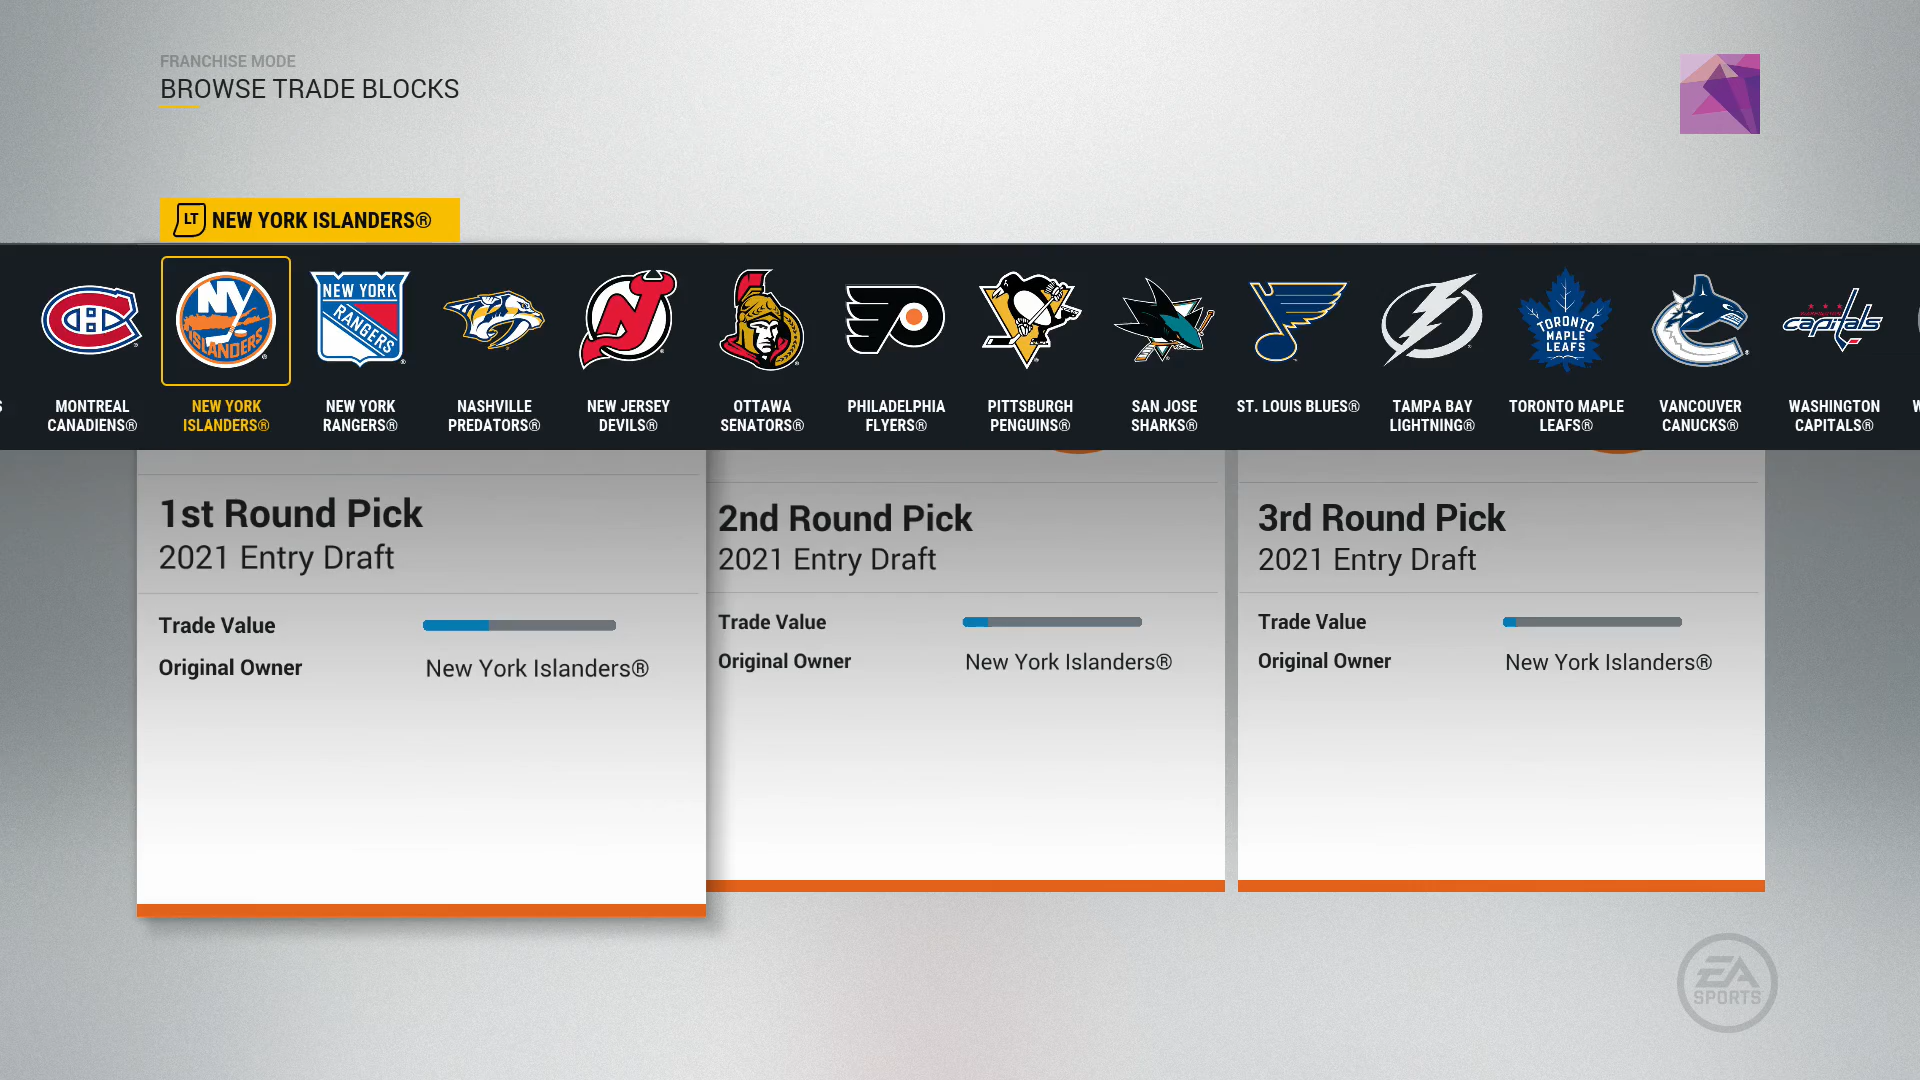 FRANCHISE MODE
BROWSE TRADE BLOCKS
LT NEW YORK ISLANDERS®
NY
ISLANDERS
NEW YORK
RANGERS
TORONTO
MAPLE
LEAFS
capitals
S
MONTREAL
CANADIENS®
NEW YORK
ISLANDERS®
NEW YORK
RANGERS®
NASHVILLE
PREDATORS®
NEW JERSEY
DEVILS®
OTTAWA
SENATORS®
PHILADELPHIA
FLYERS®
PITTSBURGH
PENGUINS®
SAN JOSE
SHARKS®
ST. LOUIS BLUES®
TAMPA BAY
LIGHTNING®
TORONTO MAPLE
LEAFS®
VANCOUVER
CANUCKS®
WASHINGTON
CAPITALS®
1st Round Pick
2021 Entry Draft
Trade Value
Original Owner New York Islanders®
2nd Round Pick
2021 Entry Draft
Trade Value
Original Owner New York Islanders®
3rd Round Pick
2021 Entry Draft
Trade Value
Original Owner New York Islanders®
EA
SPORTS